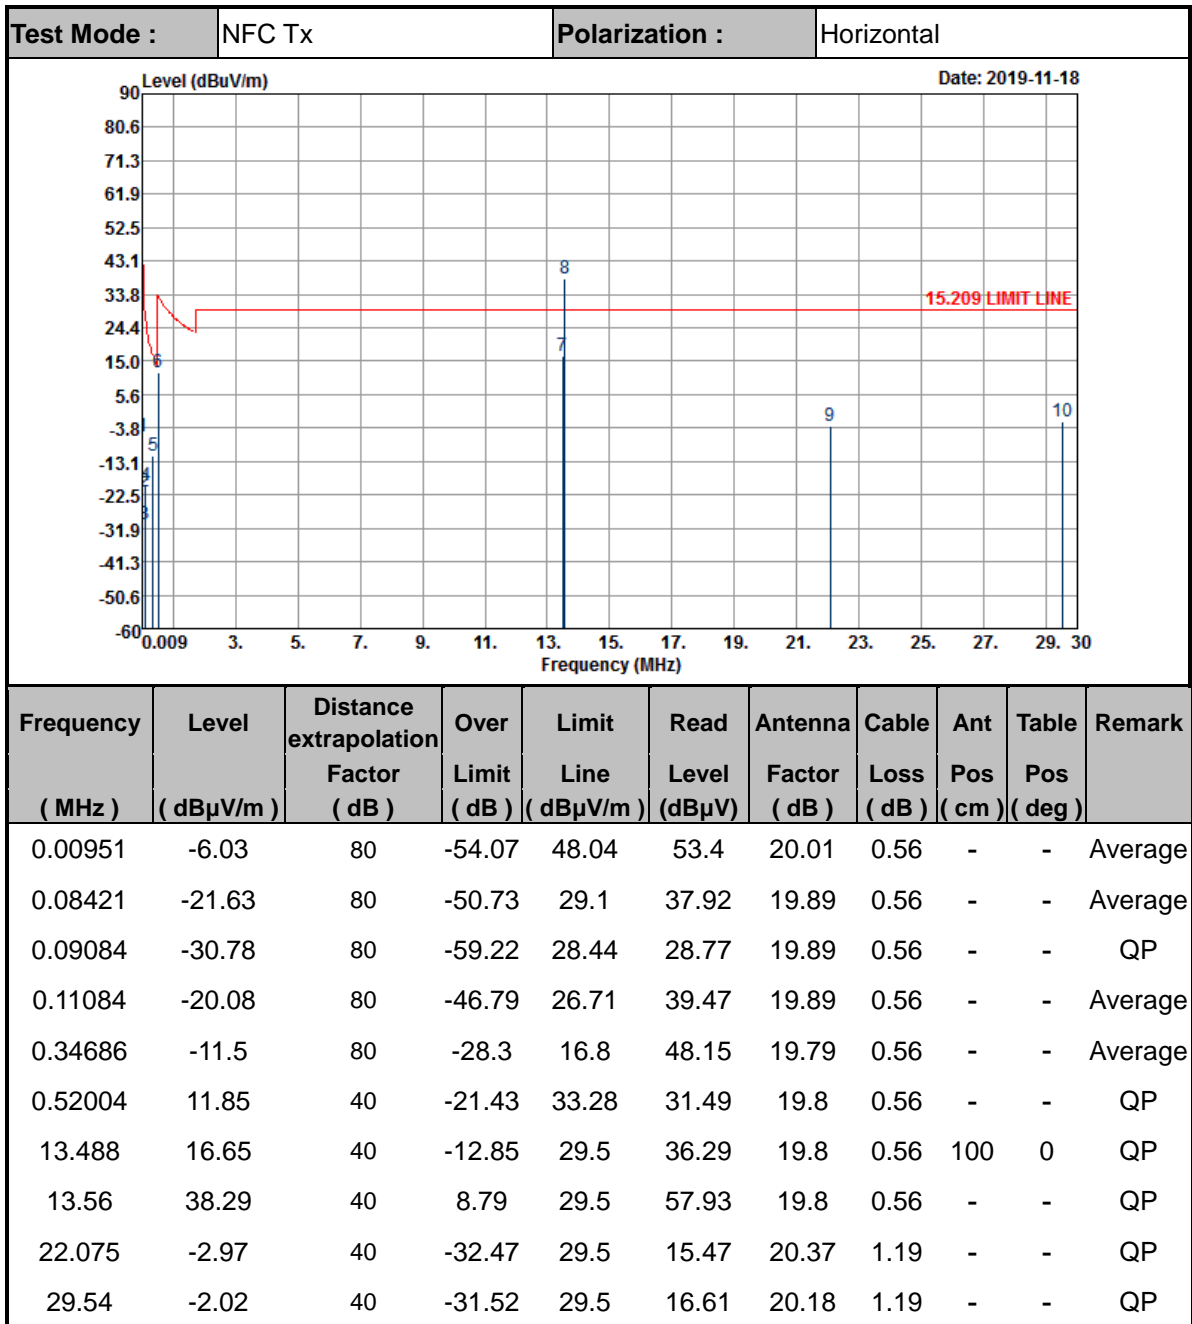 Test Mode : NFC Tx Polarization : Horizontal
Level (dBuV/m) Date: 2019-11-18
90
80.6
71.3
61.9
52.5
43.1
8
33.8
15.209 LIMIT LINE
24.4
7
15.0 6
5.6
9 10
-3.8
5
-13.1
4
-22.5
3
-31.9
-41.3
-50.6
-60
0.009 3. 5. 7. 9. 11. 13. 15. 17. 19. 21. 23. 25. 27. 29. 30
Frequency (MHz)
Frequency Level Distance extrapolation Over Limit Read Antenna Cable Ant Table Remark
Factor Limit Line Level Factor Loss Pos Pos
( MHz ) ( dBµV/m ) ( dB ) ( dB ) ( dBµV/m ) (dBµV) ( dB ) ( dB ) ( cm ) ( deg )
0.00951 -6.03 80 -54.07 48.04 53.4 20.01 0.56 - - Average
0.08421 -21.63 80 -50.73 29.1 37.92 19.89 0.56 - - Average
0.09084 -30.78 80 -59.22 28.44 28.77 19.89 0.56 - - QP
0.11084 -20.08 80 -46.79 26.71 39.47 19.89 0.56 - - Average
0.34686 -11.5 80 -28.3 16.8 48.15 19.79 0.56 - - Average
0.52004 11.85 40 -21.43 33.28 31.49 19.8 0.56 - - QP
13.488 16.65 40 -12.85 29.5 36.29 19.8 0.56 100 0 QP
13.56 38.29 40 8.79 29.5 57.93 19.8 0.56 - - QP
22.075 -2.97 40 -32.47 29.5 15.47 20.37 1.19 - - QP
29.54 -2.02 40 -31.52 29.5 16.61 20.18 1.19 - - QP